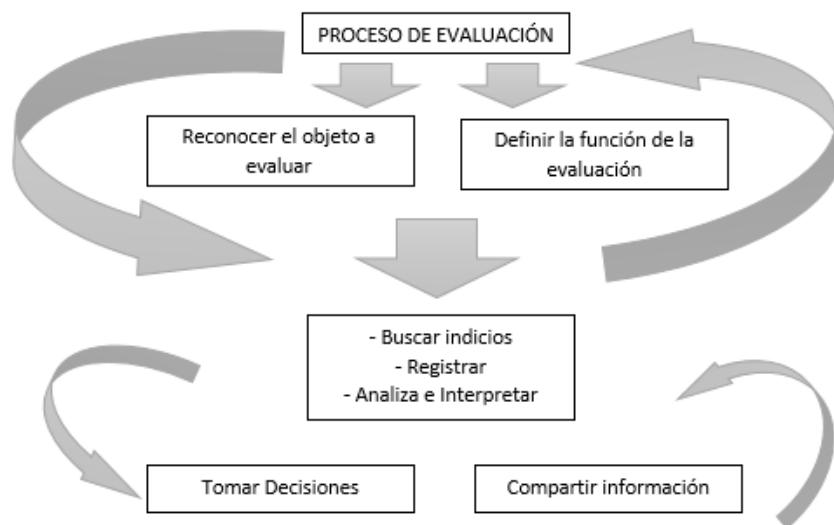 PROCESO DE EVALUACIÓN
Reconocer el objeto a
evaluar
Definir la función de la
evaluación
- Buscar indicios
- Registrar
- Analiza e Interpretar
Tomar Decisiones
Compartir información